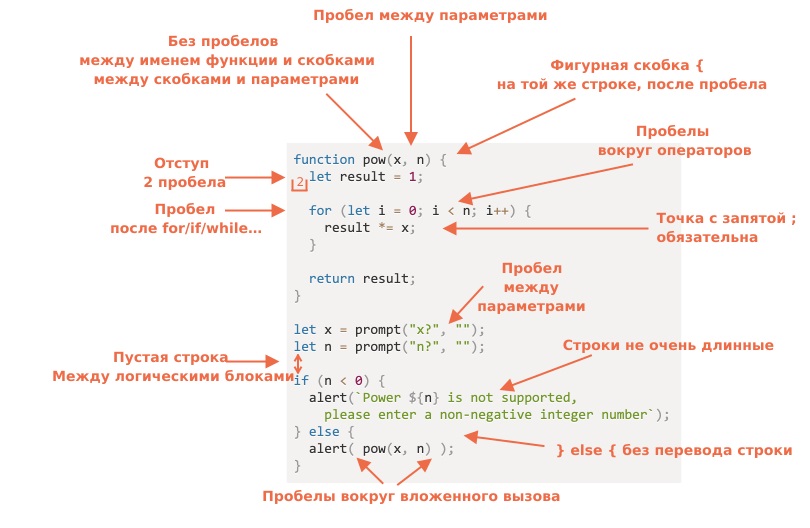 Пробел между параметрами
Без пробелов
между именем функции и скобками
между скобками и параметрами
Фигурная скобка {
на той же строке, после пробела
Пробелы
вокруг операторов
Отступ
2 пробела
Пробел
после for/if/while...
Точка с запятой ;
обязательна
Пробел
между
параметрами
Пустая строка
Между логическими блоками
Строки не очень длинные
} else { без перевода строки
Пробелы вокруг вложенного вызова
function pow(x, n) {
2
  let result = 1;
  for (let i = 0; i < n; i++) {
    result *= x;
  }
  return result;
}
let x = prompt("x?", "");
let n = prompt("n?", "");
if (n < 0) {
  alert(`Power ${n} is not supported,
    please enter a non-negative integer number`);
} else {
  alert( pow(x, n) );
}